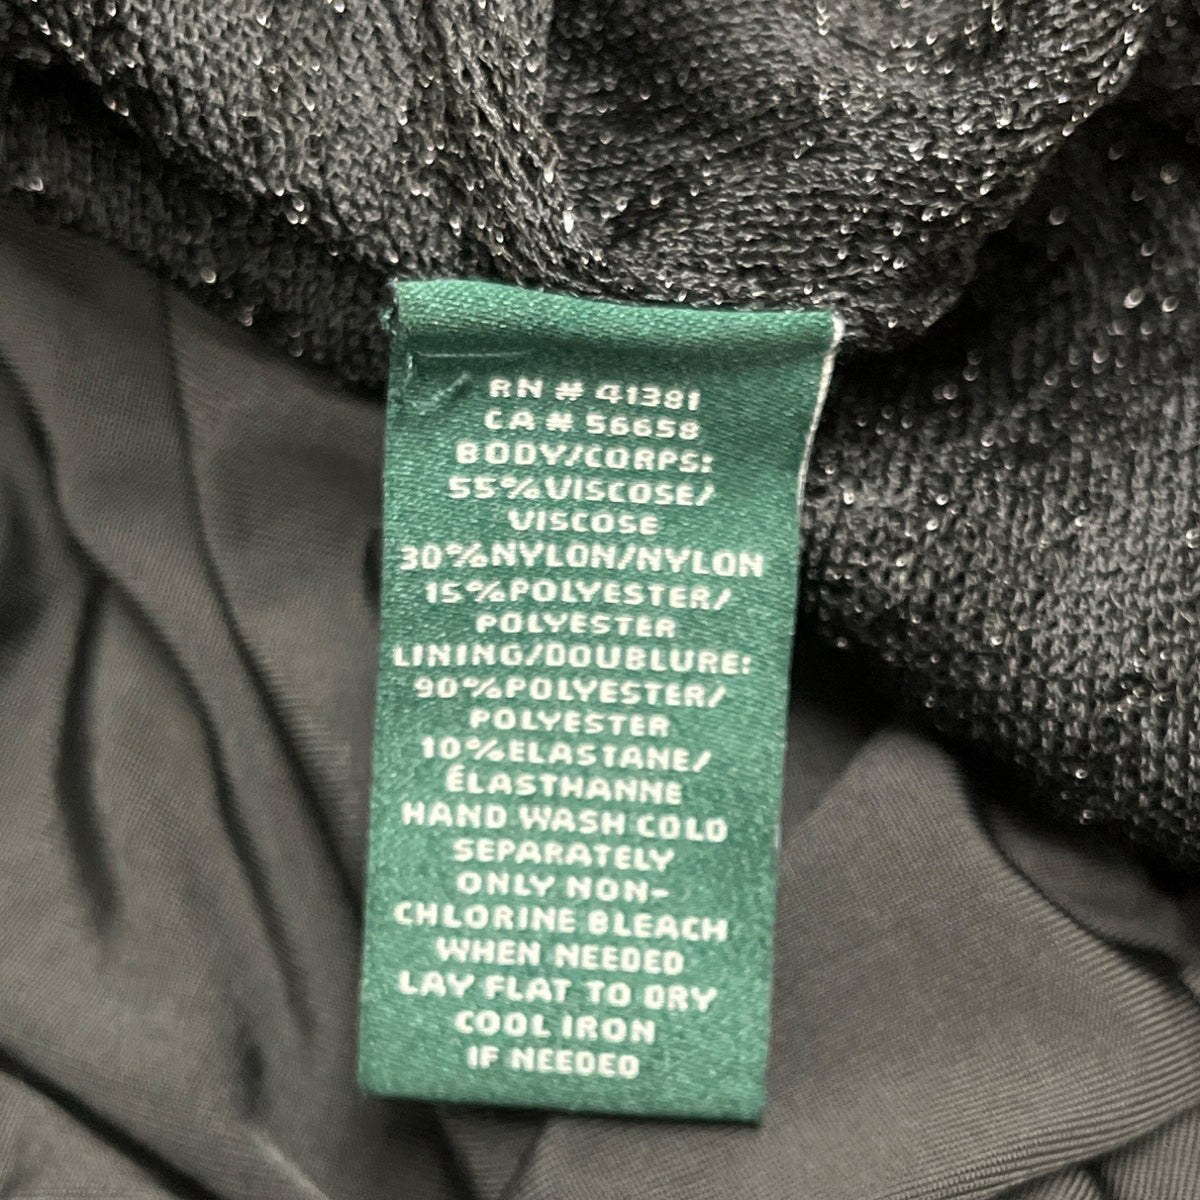 RN # 41381
CA # 56658
BODY/CORPS:
55%VISCOSE/
VISCOSE
30%NYLON/NYLON
15%POLYESTER/
POLYESTER
LINING/DOUBLURE:
90%POLYESTER/
POLYESTER
10%ELASTANE/
ÉLASTHANNE
HAND WASH COLD
SEPARATELY
ONLY NON-
CHLORINE BLEACH
WHEN NEEDED
LAY FLAT TO DRY
COOL IRON
IF NEEDED